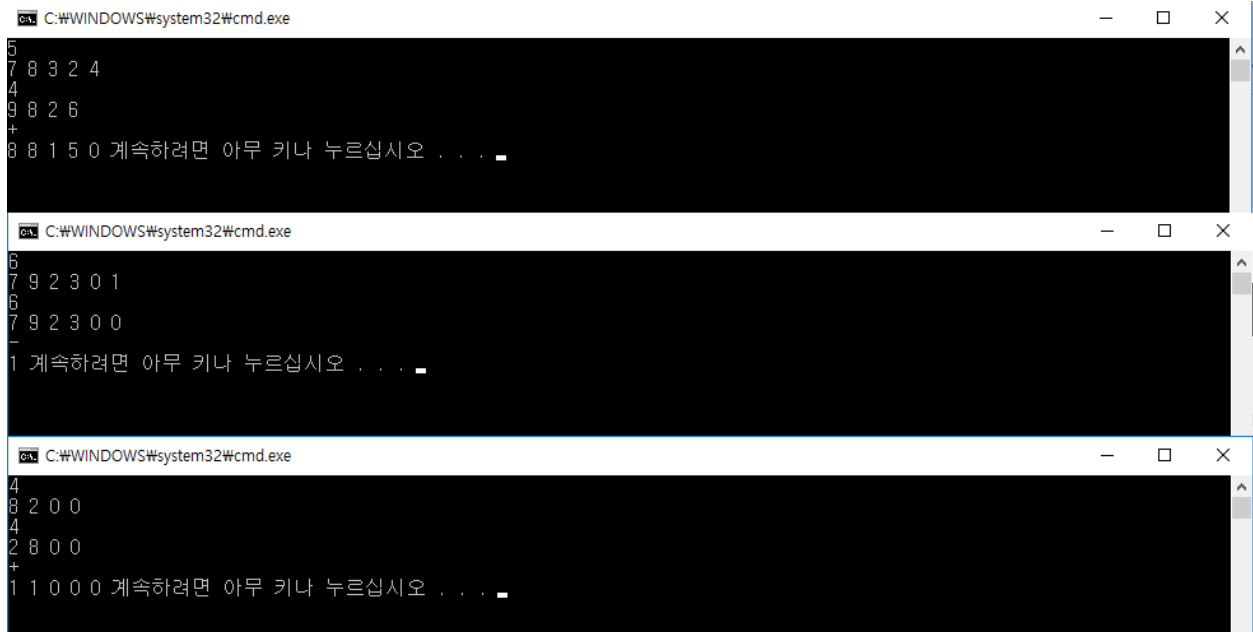 C:₩WINDOWS₩system32₩cmd.exe
5
7 8 3 2 4
4
9 8 2 6
+
8 8 1 5 0 계속하려면 아무 키나 누르십시오 . . .
C:₩WINDOWS₩system32₩cmd.exe
6
7 9 2 3 0 1
6
7 9 2 3 0 0
-
1 계속하려면 아무 키나 누르십시오 . . .
C:₩WINDOWS₩system32₩cmd.exe
4
8 2 0 0
4
2 8 0 0
+
1 1 0 0 0 계속하려면 아무 키나 누르십시오 . . .